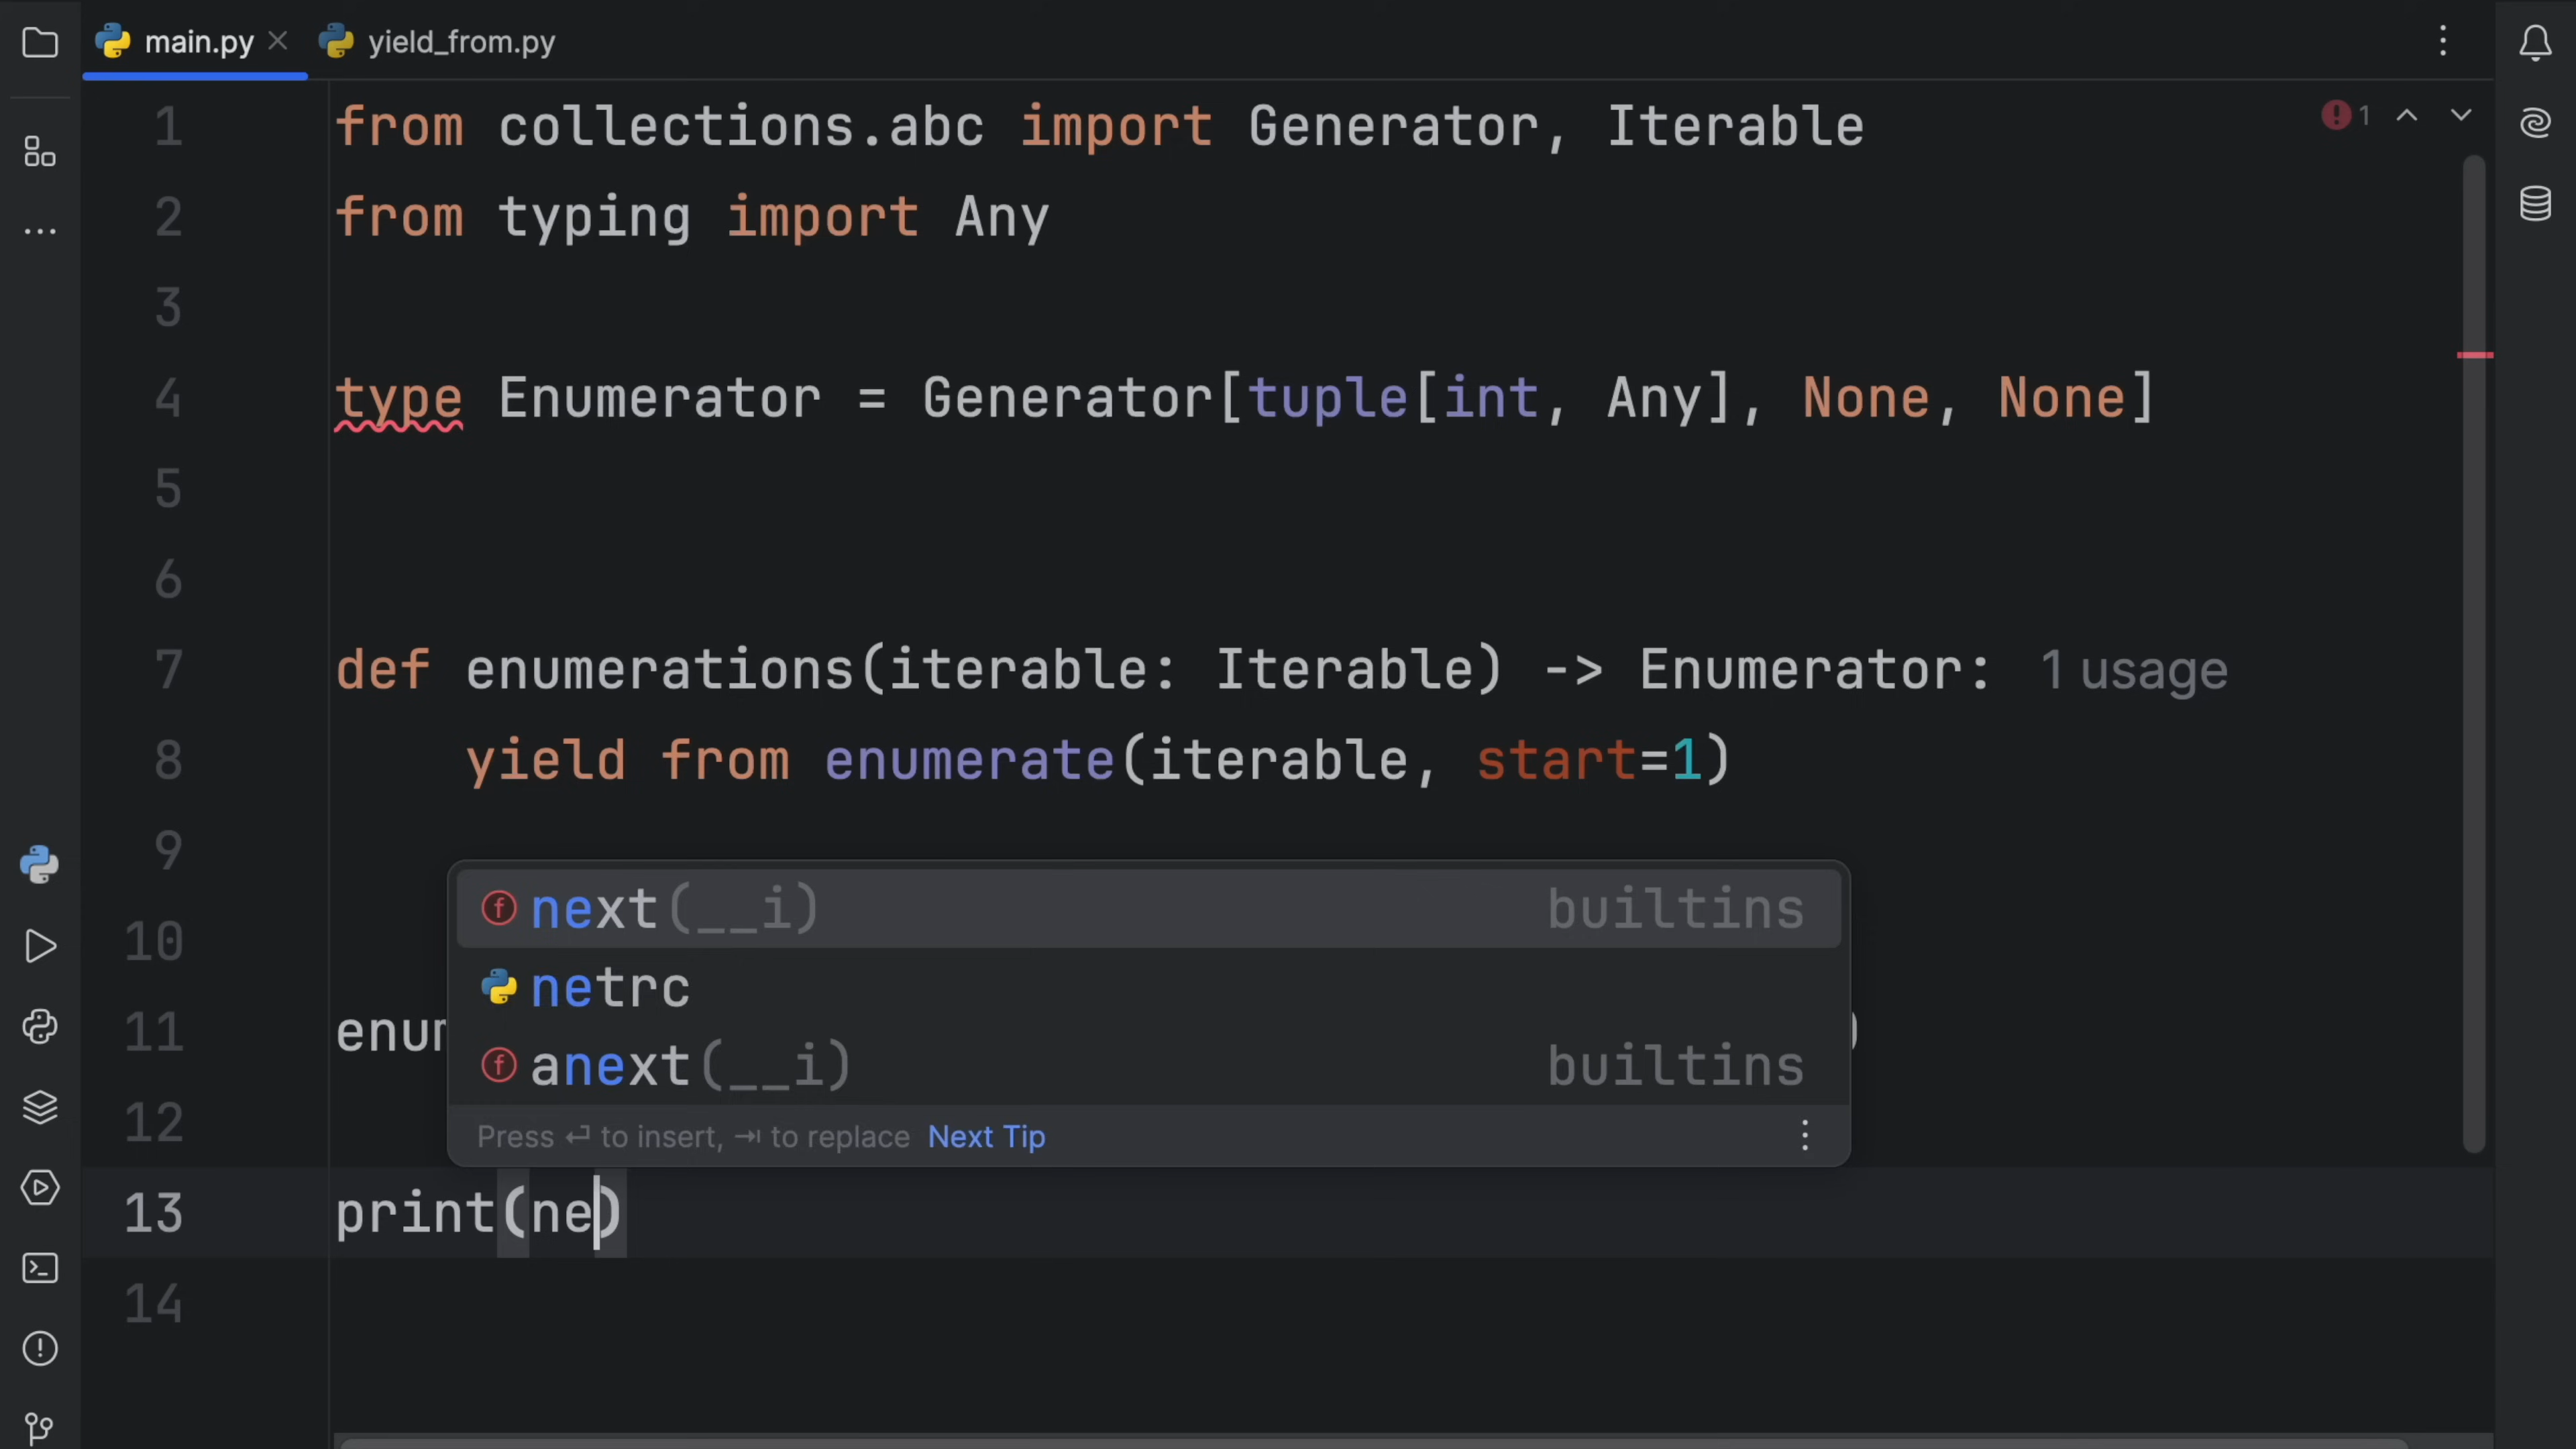 main.py yield_from.py
1 from collections.abc import Generator, Iterable 1
2 from typing import Any
3
4 type Enumerator = Generator[tuple[int, Any], None, None]
5
6
7 def enumerations(iterable: Iterable) -> Enumerator: 1 usage
8 yield from enumerate(iterable, start=1)
9
next(__i) builtins
10
netrc
11 enum )
anext(__i) builtins
12
Press ⏎ to insert, ⇥ to replace Next Tip
13 print(ne)
14